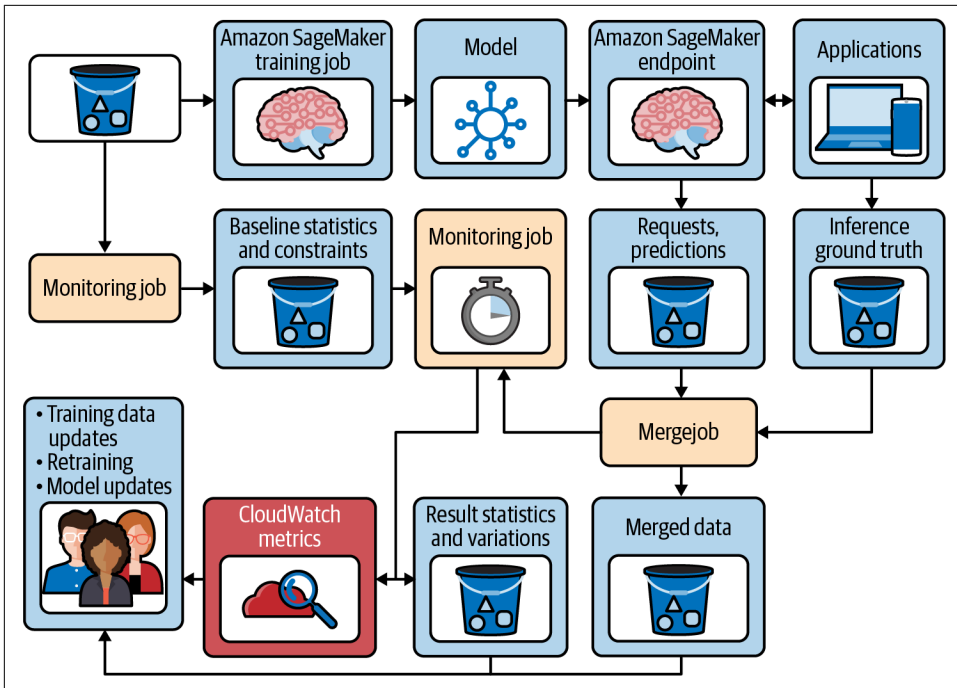 Amazon SageMaker
training job
Model
Amazon SageMaker
endpoint
Applications
Baseline statistics
and constraints
Monitoring job
Requests,
predictions
Inference
ground truth
Monitoring job
• Training data
updates
• Retraining
• Model updates
Mergejob
CloudWatch
metrics
Result statistics
and variations
Merged data